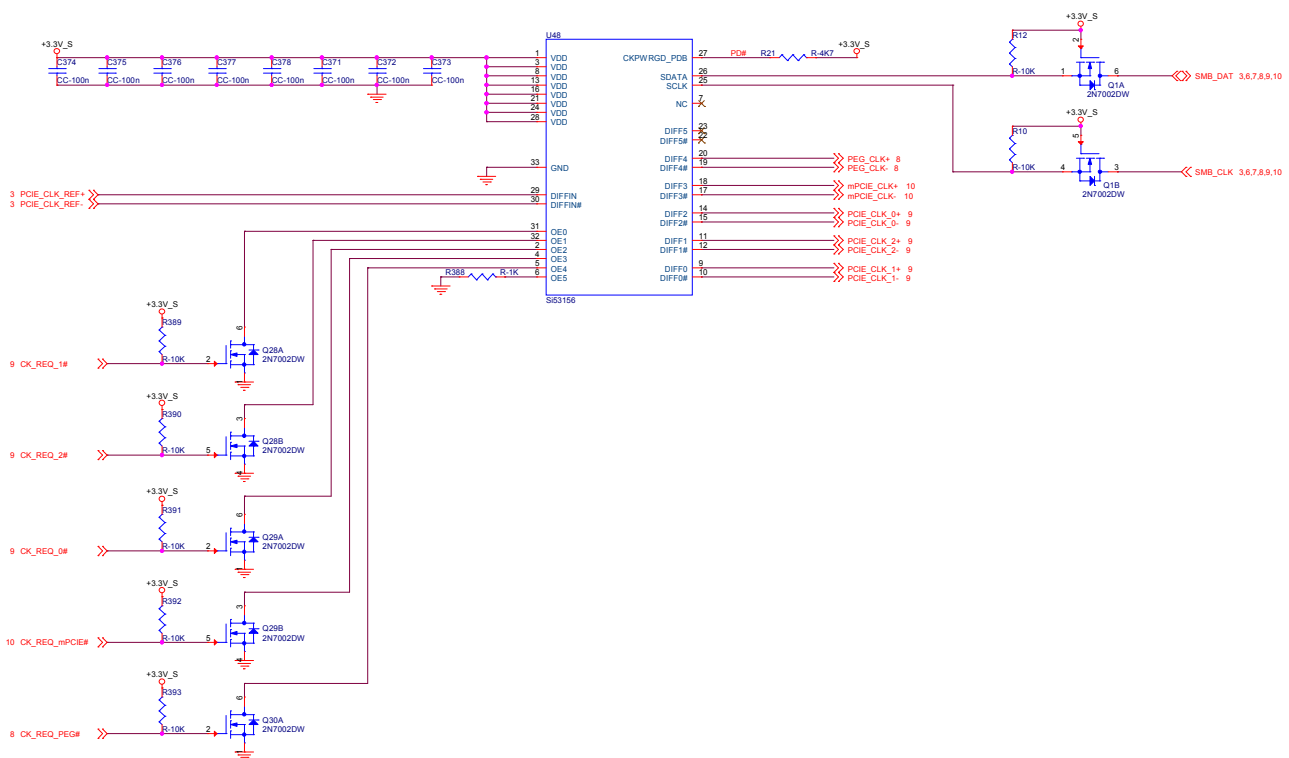 +3.3V_S
C374 C375 C376 C377 C378 C371 C372 C373
CC-100n CC-100n CC-100n CC-100n CC-100n CC-100n CC-100n CC-100n
U48
1 VDD
3 VDD
8 VDD
13 VDD
16 VDD
21 VDD
24 VDD
28 VDD
33 GND
3 PCIE_CLK_REF+ 29 DIFFIN
3 PCIE_CLK_REF- 30 DIFFIN#
31 OE0
32 OE1
2 OE2
4 OE3
5 OE4
R388 R-1K 6 OE5
Si53156
CKPWRGD_PDB 27 PD# R21 R-4K7 +3.3V_S
SDATA 26
SCLK 25
NC 7
DIFF5 23
DIFF5# 22
DIFF4 20 PEG_CLK+ 8
DIFF4# 19 PEG_CLK- 8
DIFF3 18 mPCIE_CLK+ 10
DIFF3# 17 mPCIE_CLK- 10
DIFF2 14 PCIE_CLK_0+ 9
DIFF2# 15 PCIE_CLK_0- 9
DIFF1 11 PCIE_CLK_2+ 9
DIFF1# 12 PCIE_CLK_2- 9
DIFF0 9 PCIE_CLK_1+ 9
DIFF0# 10 PCIE_CLK_1- 9
+3.3V_S
R12
2
R-10K 1 6 SMB_DAT 3,6,7,8,9,10
Q1A
2N7002DW
+3.3V_S
R10
5
R-10K 4 3 SMB_CLK 3,6,7,8,9,10
Q1B
2N7002DW
+3.3V_S
R389
6
Q28A
9 CK_REQ_1# R-10K 2 2N7002DW
1
+3.3V_S
R390
3
Q28B
9 CK_REQ_2# R-10K 5 2N7002DW
4
+3.3V_S
R391
6
Q29A
9 CK_REQ_0# R-10K 2 2N7002DW
1
+3.3V_S
R392
3
Q29B
10 CK_REQ_mPCIE# R-10K 5 2N7002DW
4
+3.3V_S
R393
6
Q30A
8 CK_REQ_PEG# R-10K 2 2N7002DW
1